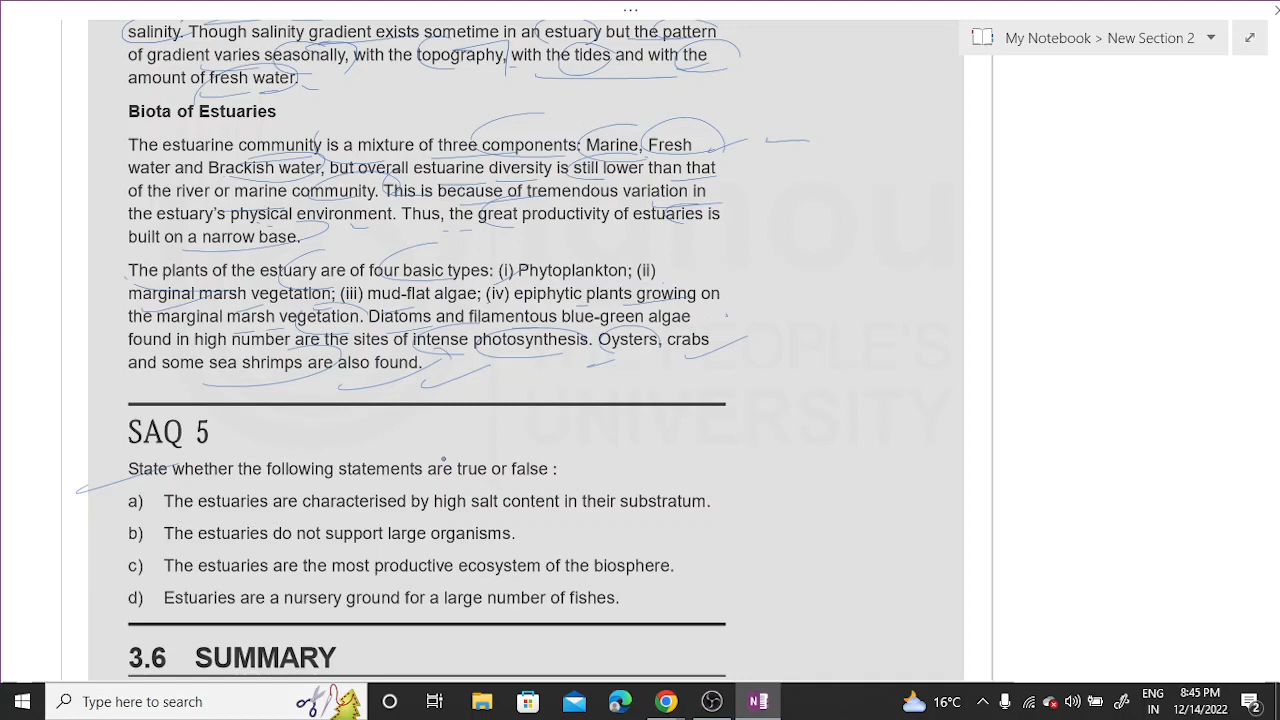 ...
My Notebook > New Section 2
salinity. Though salinity gradient exists sometime in an estuary but the pattern
of gradient varies seasonally, with the topography, with the tides and with the
amount of fresh water.
Biota of Estuaries
The estuarine community is a mixture of three components: Marine, Fresh
water and Brackish water, but overall estuarine diversity is still lower than that
of the river or marine community. This is because of tremendous variation in
the estuary's physical environment. Thus, the great productivity of estuaries is
built on a narrow base.
The plants of the estuary are of four basic types: (i) Phytoplankton; (ii)
marginal marsh vegetation; (iii) mud-flat algae; (iv) epiphytic plants growing on
the marginal marsh vegetation. Diatoms and filamentous blue-green algae
found in high number are the sites of intense photosynthesis. Oysters, crabs
and some sea shrimps are also found.
SAQ 5
State whether the following statements are true or false :
a) The estuaries are characterised by high salt content in their substratum.
b) The estuaries do not support large organisms.
c) The estuaries are the most productive ecosystem of the biosphere.
d) Estuaries are a nursery ground for a large number of fishes.
3.6 SUMMARY
THE PEOPLE'S
UNIVERSITY
Type here to search
16°C
ENG
IN
8:45 PM
12/14/2022
2